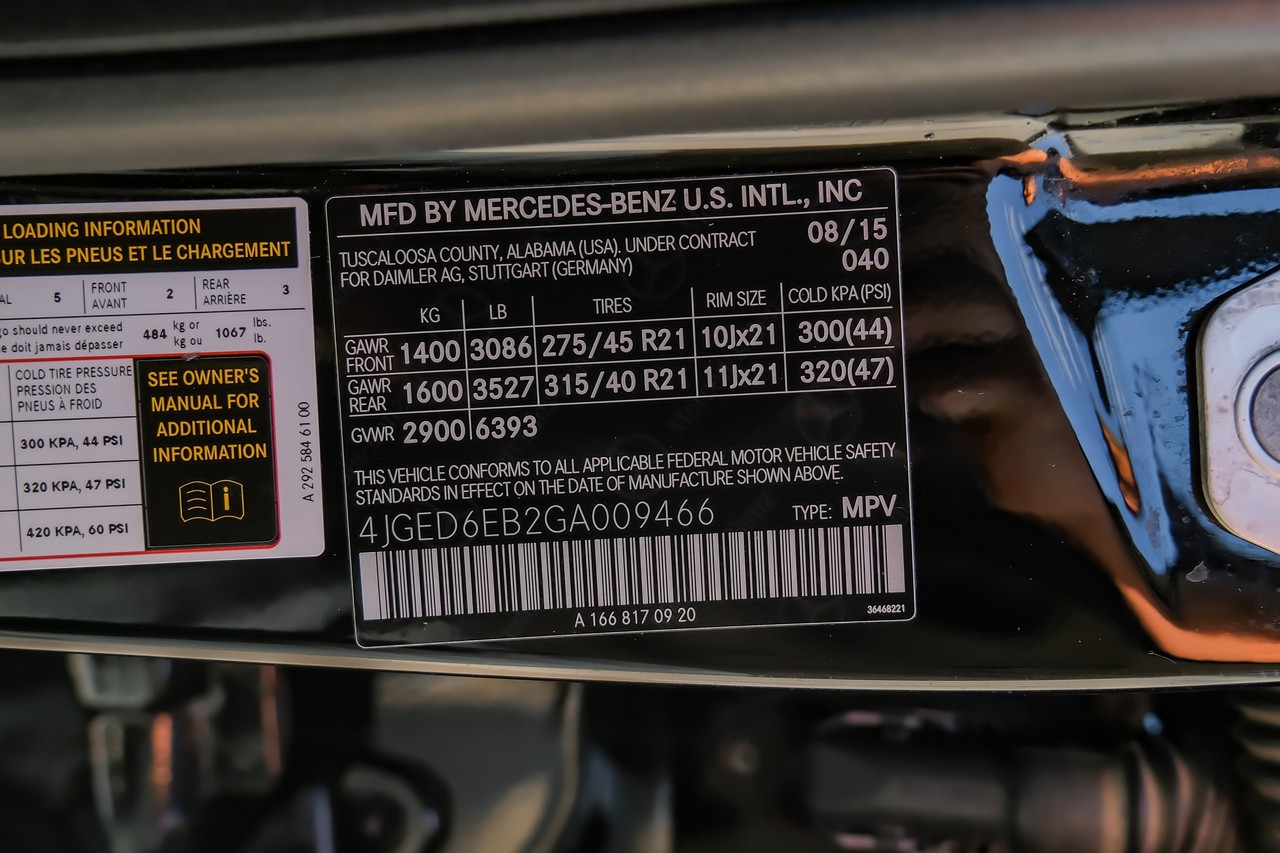 LOADING INFORMATION
SUR LES PNEUS ET LE CHARGEMENT
5 FRONT AVANT 2 REAR ARRIÈRE 3
should never exceed
doit jamais dépasser
484 kg or kg ou 1067 lbs. lb.
COLD TIRE PRESSURE
PRESSION DES
PNEUS À FROID
300 KPA, 44 PSI
320 KPA, 47 PSI
420 KPA, 60 PSI
SEE OWNER'S
MANUAL FOR
ADDITIONAL
INFORMATION
A 292 584 61 00
MFD BY MERCEDES-BENZ U.S. INTL., INC
TUSCALOOSA COUNTY, ALABAMA (USA). UNDER CONTRACT
FOR DAIMLER AG, STUTTGART (GERMANY)
08/15
040
KG LB TIRES RIM SIZE COLD KPA (PSI)
GAWR FRONT 1400 3086 275/45 R21 10Jx21 300(44)
GAWR REAR 1600 3527 315/40 R21 11Jx21 320(47)
GVWR 2900 6393
THIS VEHICLE CONFORMS TO ALL APPLICABLE FEDERAL MOTOR VEHICLE SAFETY
STANDARDS IN EFFECT ON THE DATE OF MANUFACTURE SHOWN ABOVE.
4JGED6EB2GA009466 TYPE: MPV
A 166 817 09 20
36468221